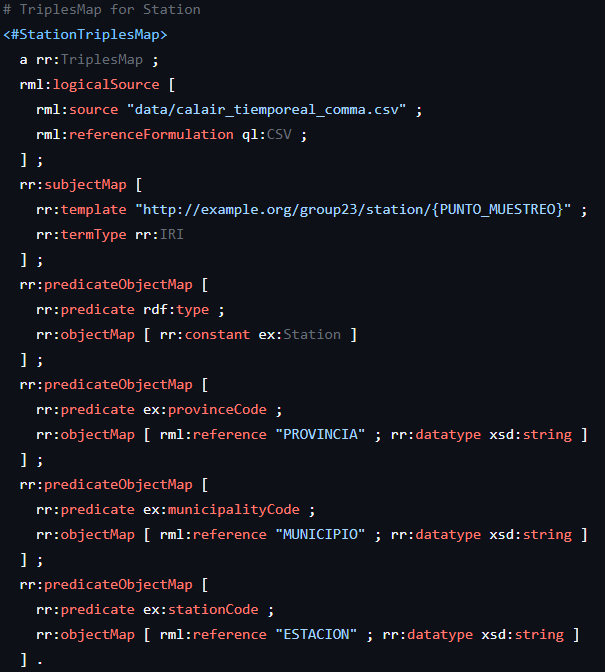 # TriplesMap for Station
<#StationTriplesMap>
  a rr:TriplesMap ;
  rml:logicalSource [
    rml:source "data/calair_tiemporeal_comma.csv" ;
    rml:referenceFormulation ql:CSV ;
  ] ;
  rr:subjectMap [
    rr:template "http://example.org/group23/station/{PUNTO_MUESTREO}" ;
    rr:termType rr:IRI
  ] ;
  rr:predicateObjectMap [
    rr:predicate rdf:type ;
    rr:objectMap [ rr:constant ex:Station ]
  ] ;
  rr:predicateObjectMap [
    rr:predicate ex:provinceCode ;
    rr:objectMap [ rml:reference "PROVINCIA" ; rr:datatype xsd:string ]
  ] ;
  rr:predicateObjectMap [
    rr:predicate ex:municipalityCode ;
    rr:objectMap [ rml:reference "MUNICIPIO" ; rr:datatype xsd:string ]
  ] ;
  rr:predicateObjectMap [
    rr:predicate ex:stationCode ;
    rr:objectMap [ rml:reference "ESTACION" ; rr:datatype xsd:string ]
  ] .